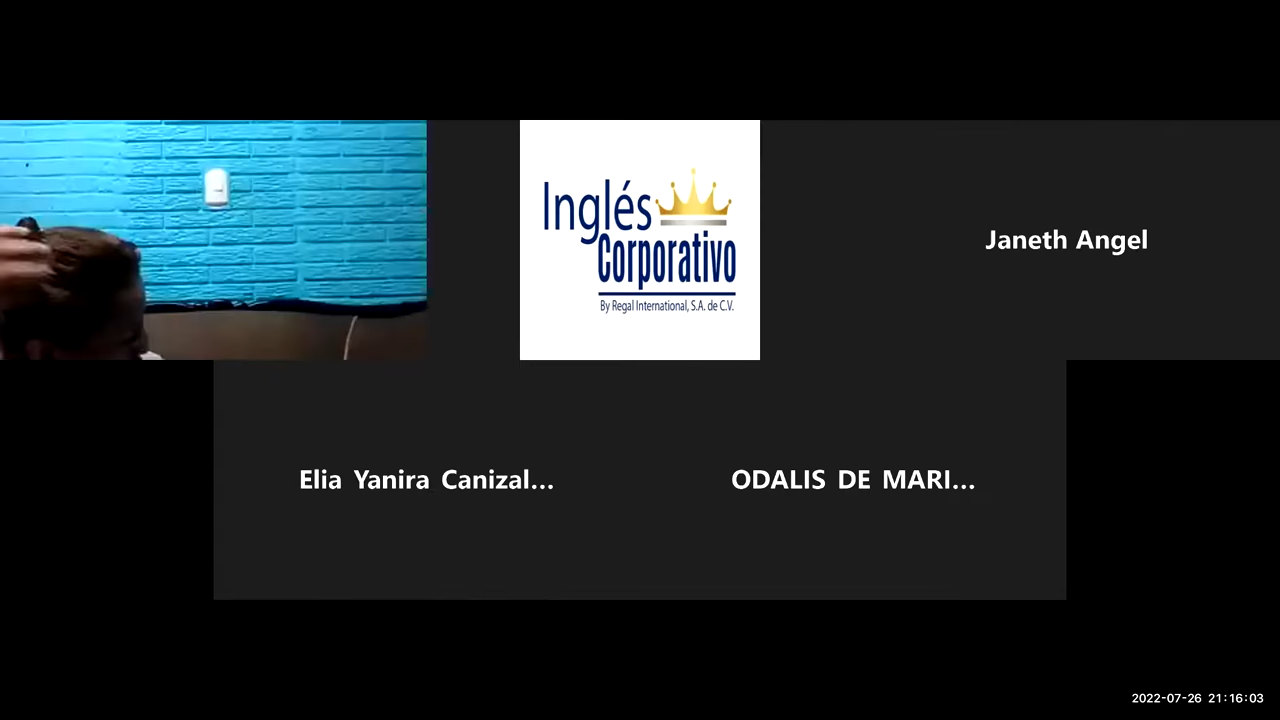 Inglés
Corporativo
By Regal International, S.A. de C.V.
Janeth Angel
Elia Yanira Canizal...
ODALIS DE MARI...
2022-07-26 21:16:03